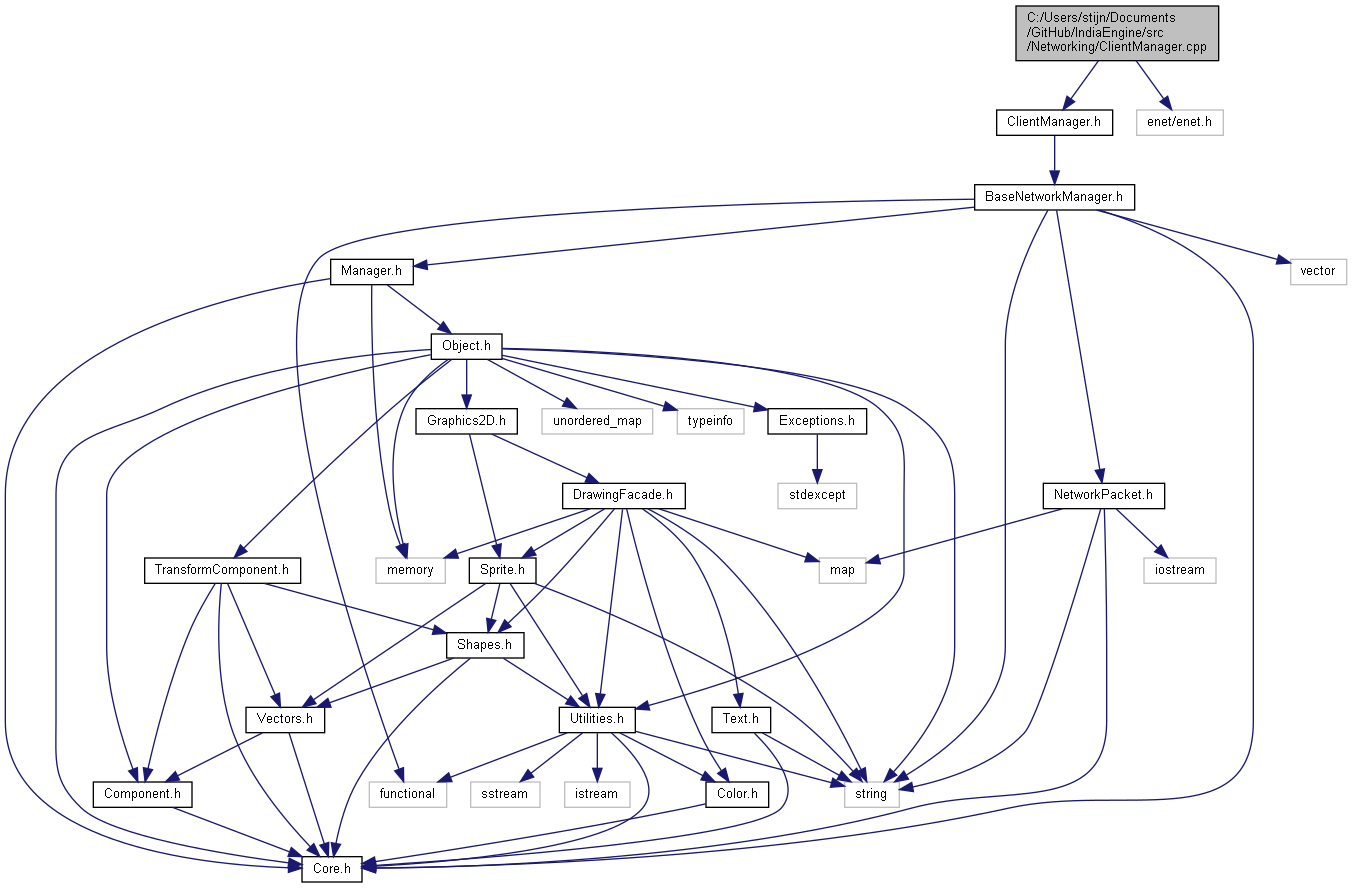 C:/Users/stijn/Documents
/GitHub/IndiaEngine/src
/Networking/ClientManager.cpp
ClientManager.h
enet/enet.h
BaseNetworkManager.h
Manager.h
vector
Object.h
Graphics2D.h
unordered_map
typeinfo
Exceptions.h
DrawingFacade.h
stdexcept
NetworkPacket.h
TransformComponent.h
memory
Sprite.h
map
iostream
Shapes.h
Vectors.h
Utilities.h
Text.h
Component.h
functional
sstream
istream
Color.h
string
Core.h